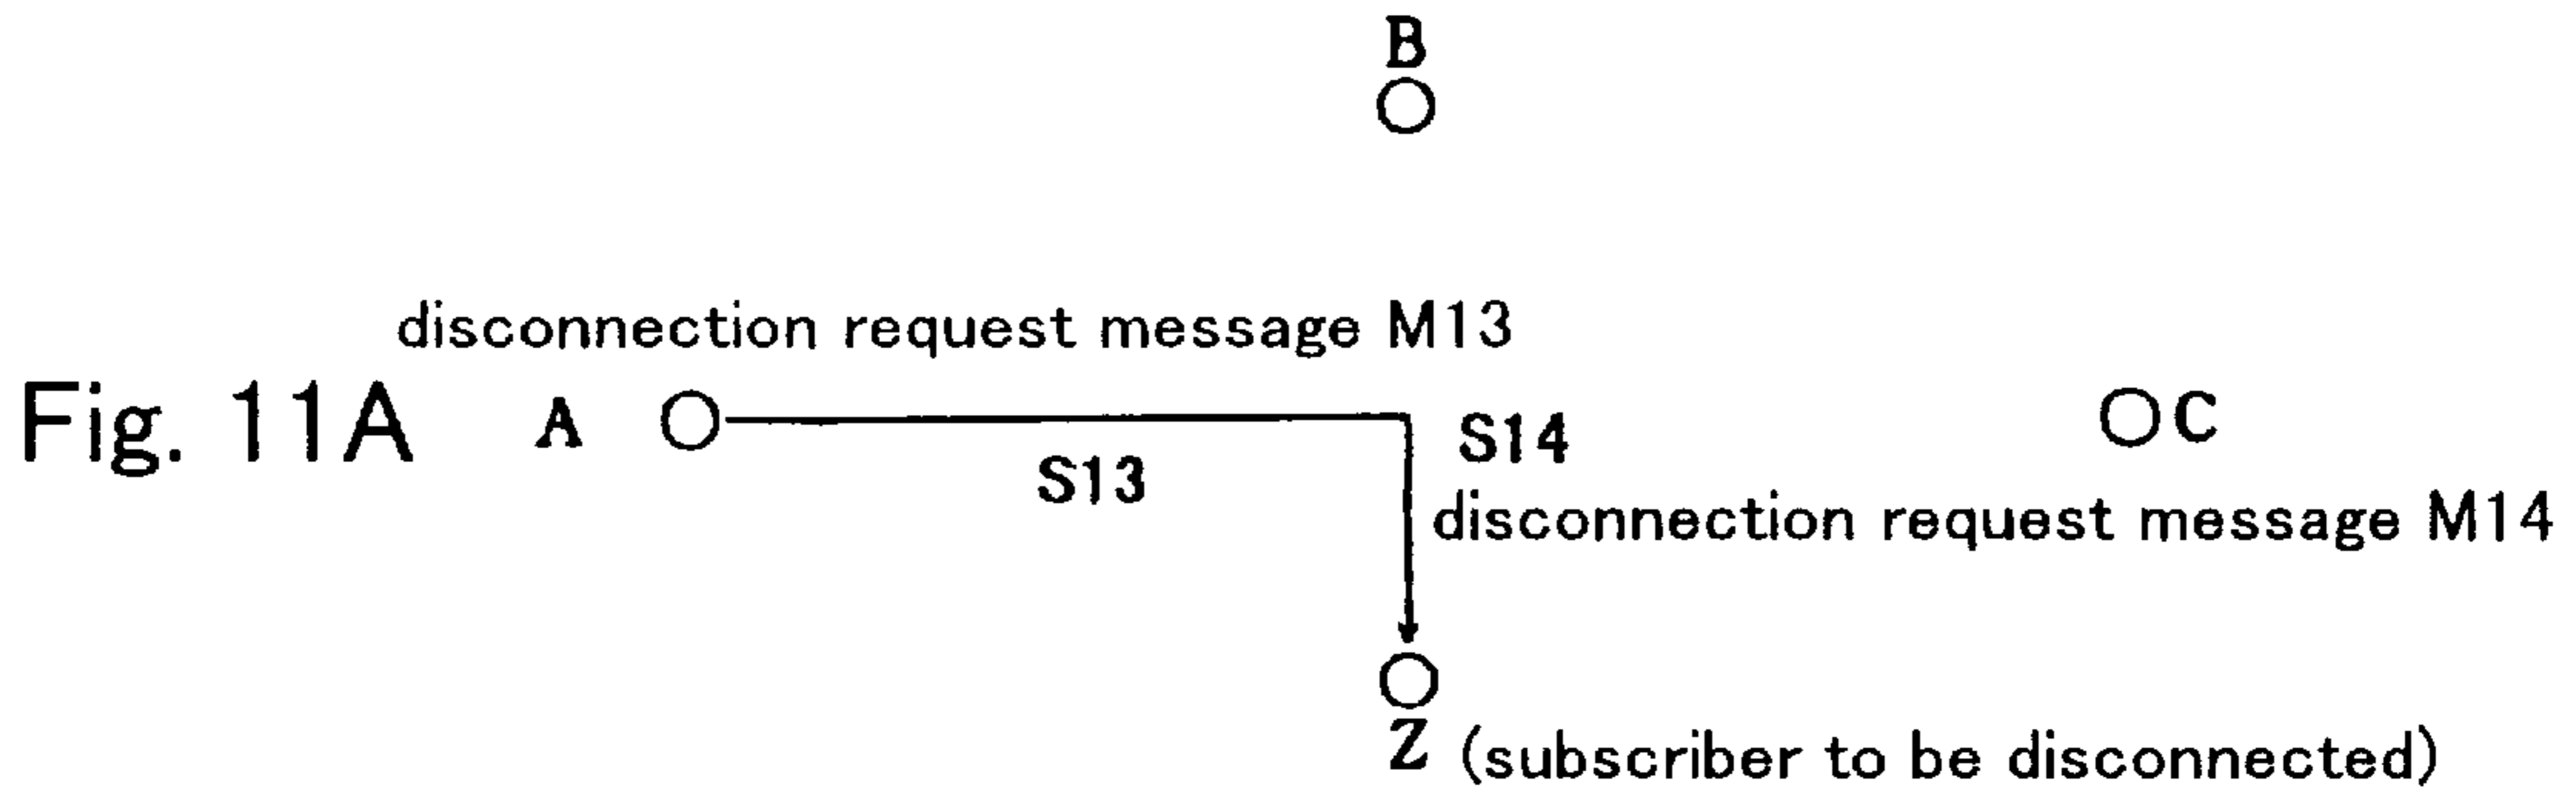 B
disconnection request message M13
Fig. 11A A S14 C
S13
disconnection request message M14
Z (subscriber to be disconnected)